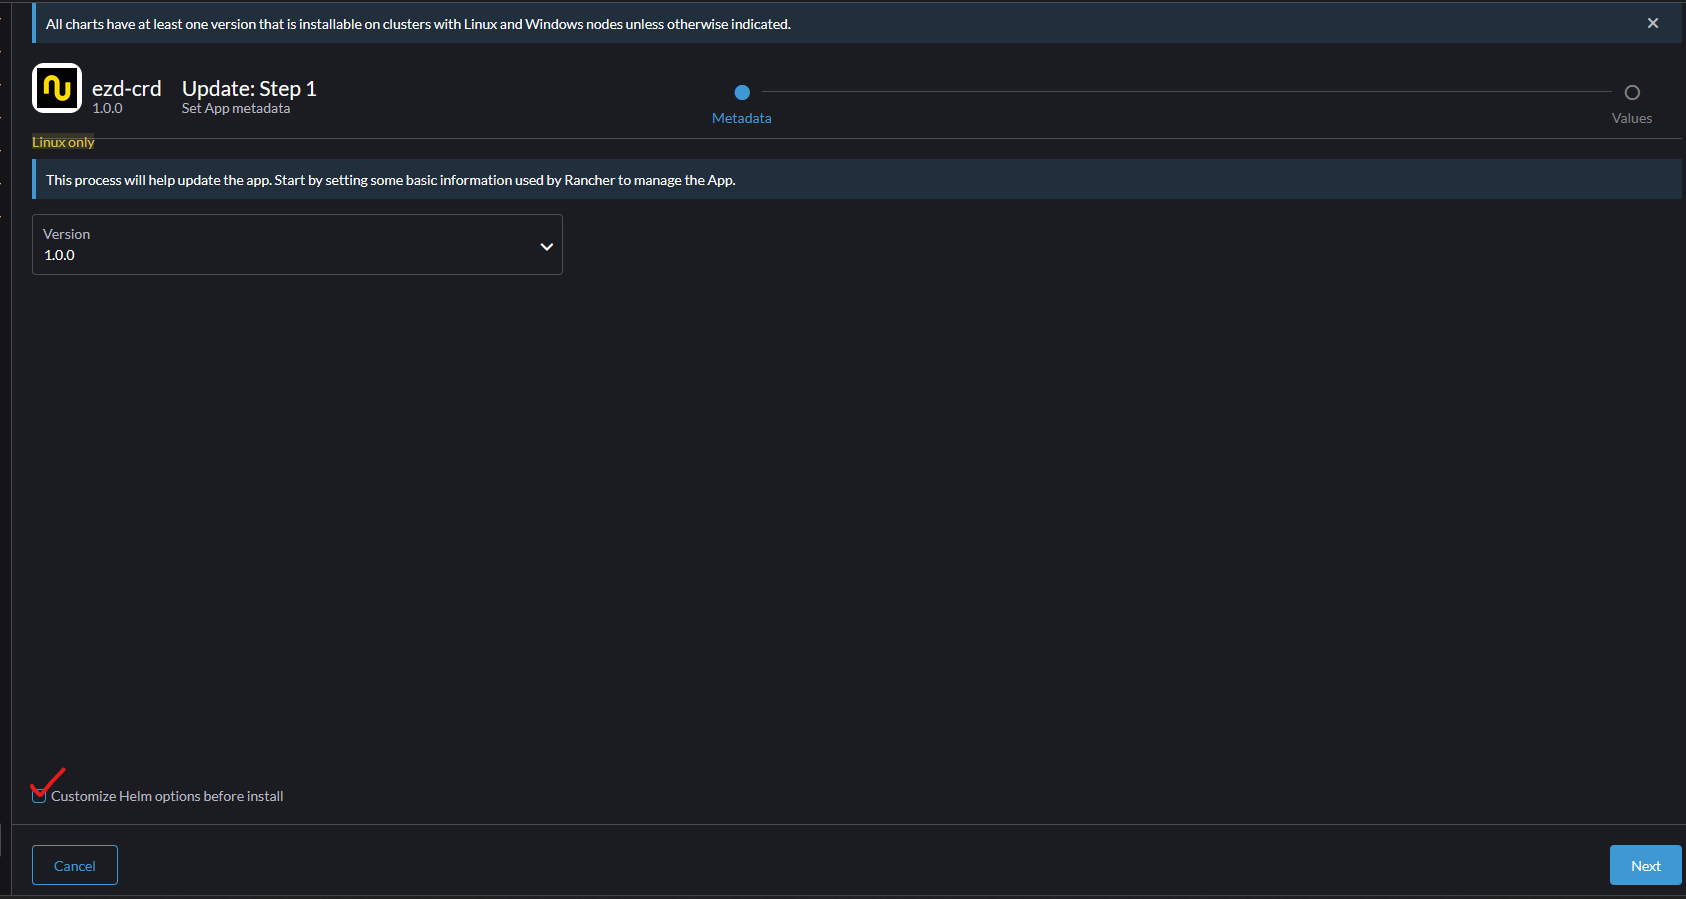 All charts have at least one version that is installable on clusters with Linux and Windows nodes unless otherwise indicated.
ezd-crd
1.0.0
Update: Step 1
Set App metadata
Metadata
Values
Linux only
This process will help update the app. Start by setting some basic information used by Rancher to manage the App.
Version
1.0.0
Customize Helm options before install
Cancel
Next